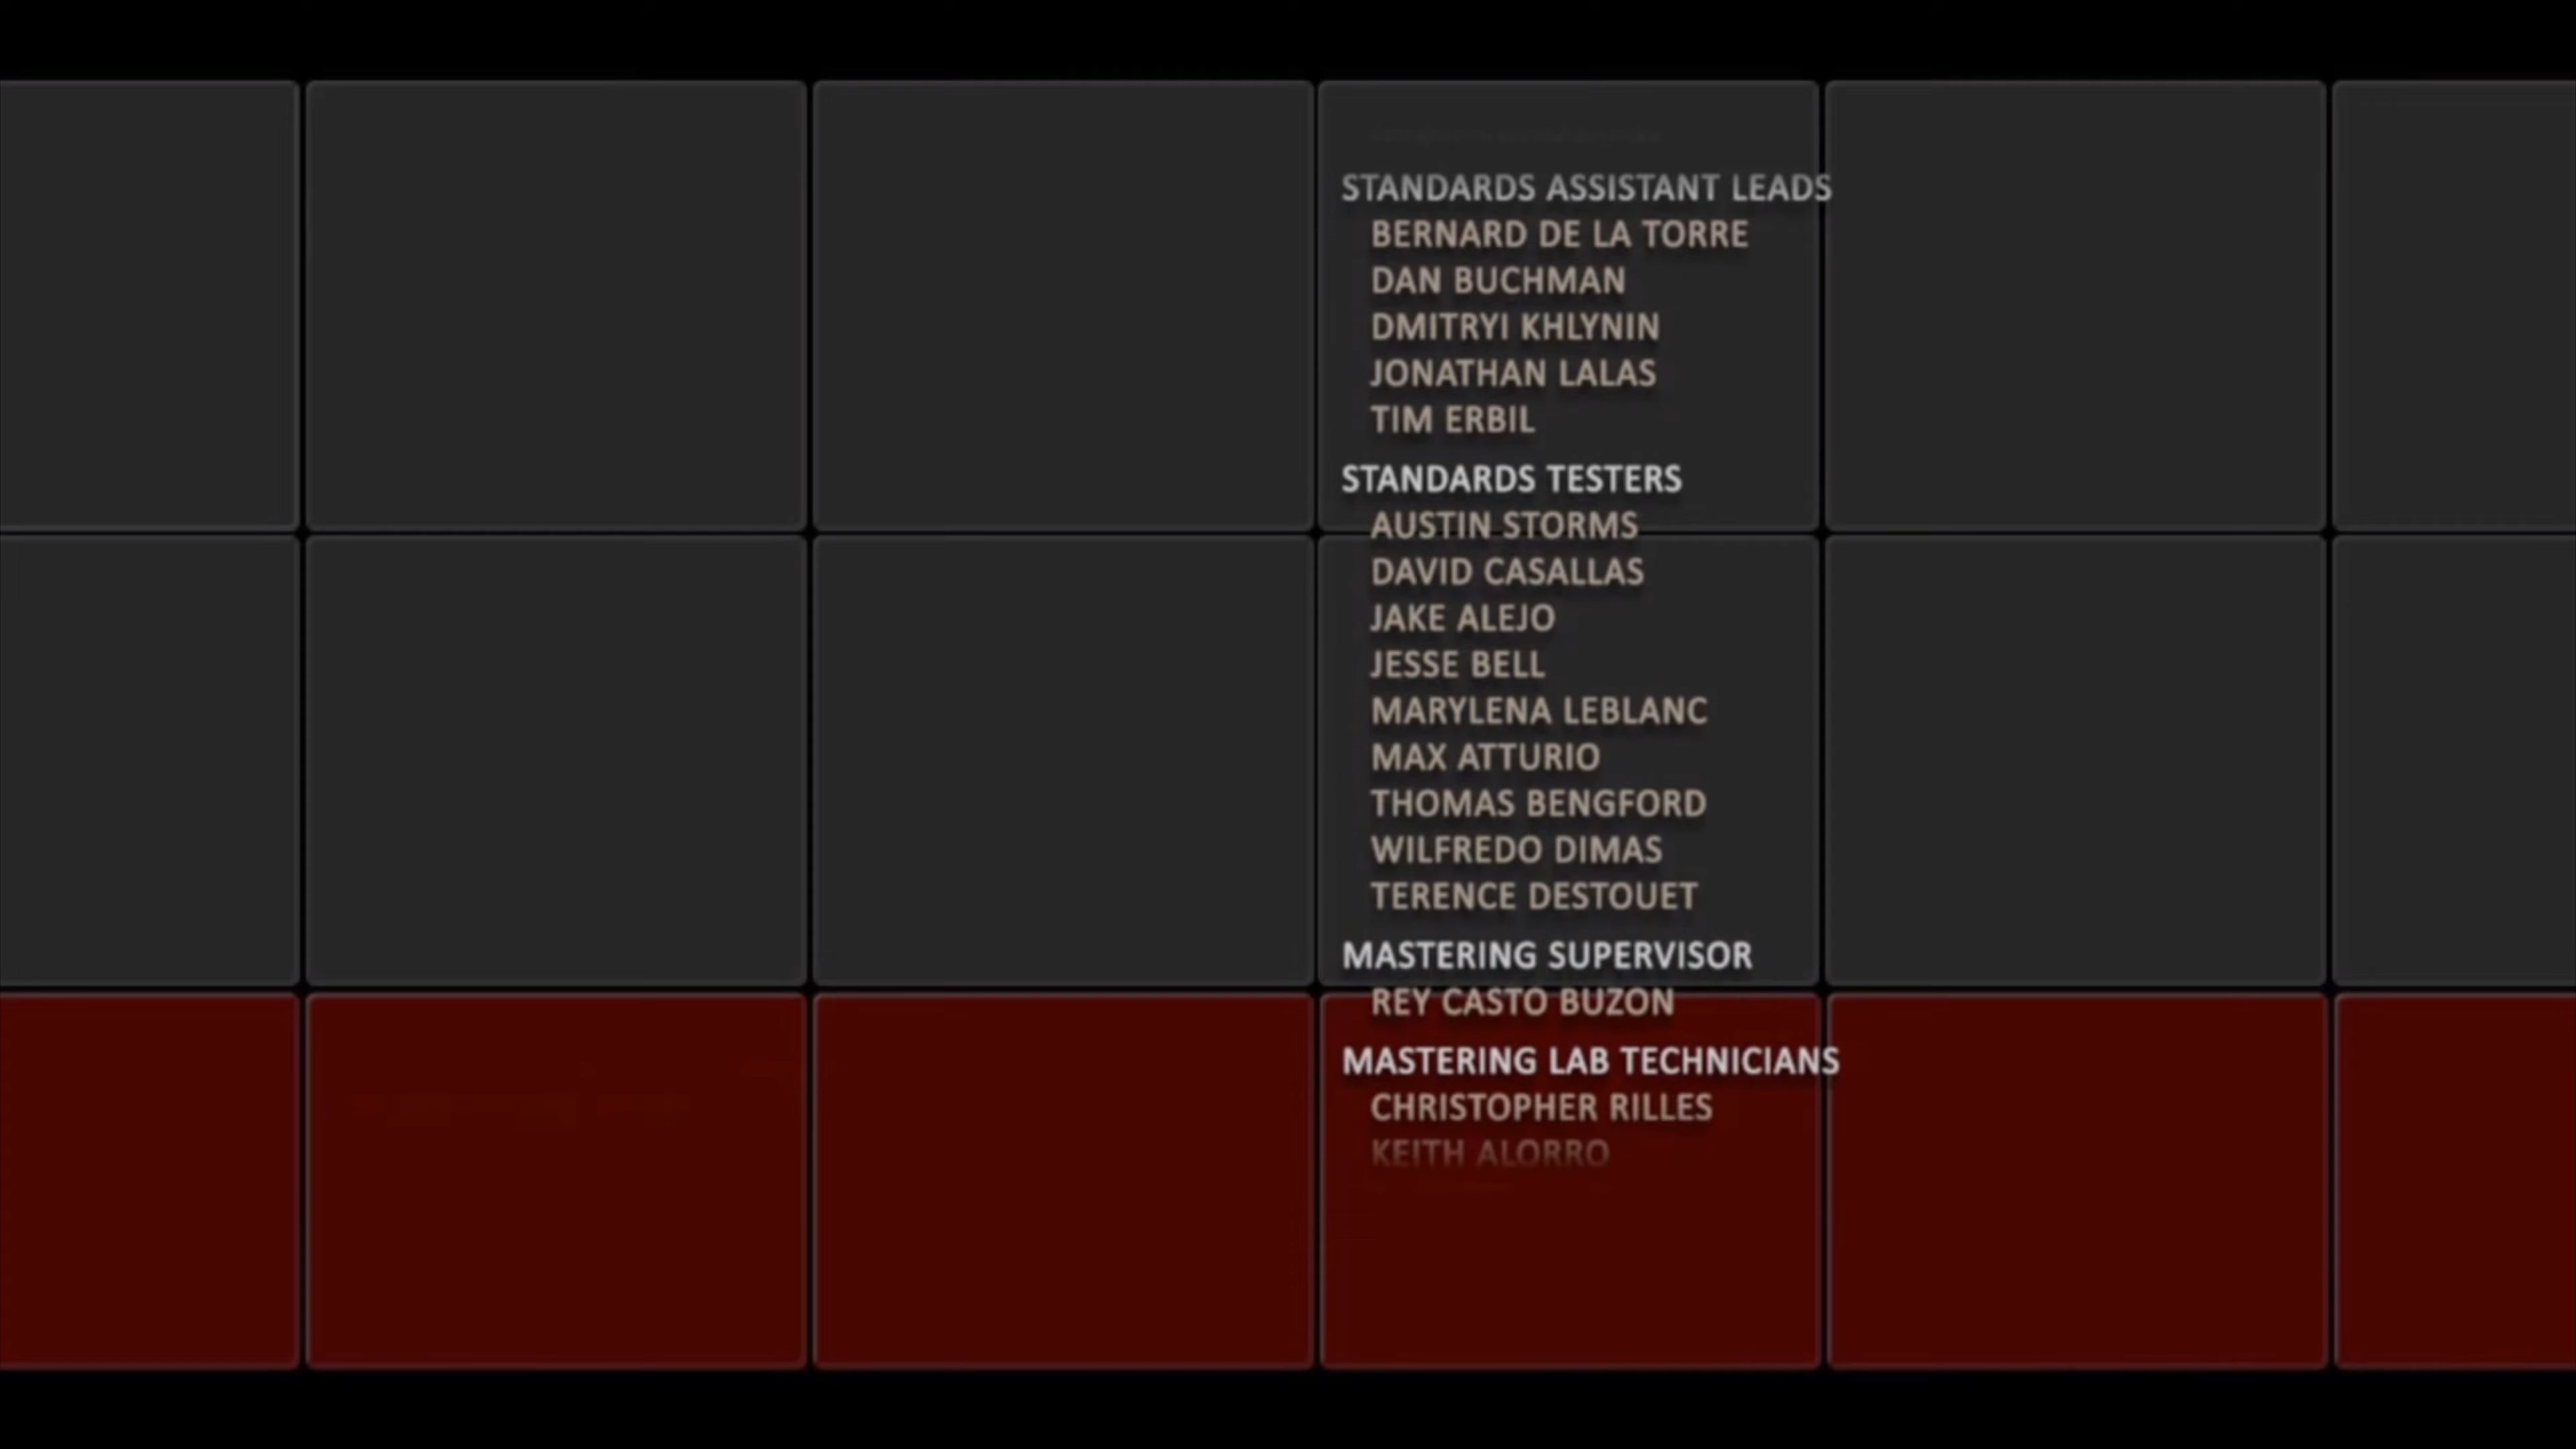 STANDARDS ASSISTANT LEADS
BERNARD DE LA TORRE
DAN BUCHMAN
DMITRYI KHLYNIN
JONATHAN LALAS
TIM ERBIL
STANDARDS TESTERS
AUSTIN STORMS
DAVID CASALLAS
JAKE ALEJO
JESSE BELL
MARYLENA LEBLANC
MAX ATTURIO
THOMAS BENGFORD
WILFREDO DIMAS
TERENCE DESTOUET
MASTERING SUPERVISOR
REY CASTO BUZON
MASTERING LAB TECHNICIANS
CHRISTOPHER RILLES
KEITH ALORRO